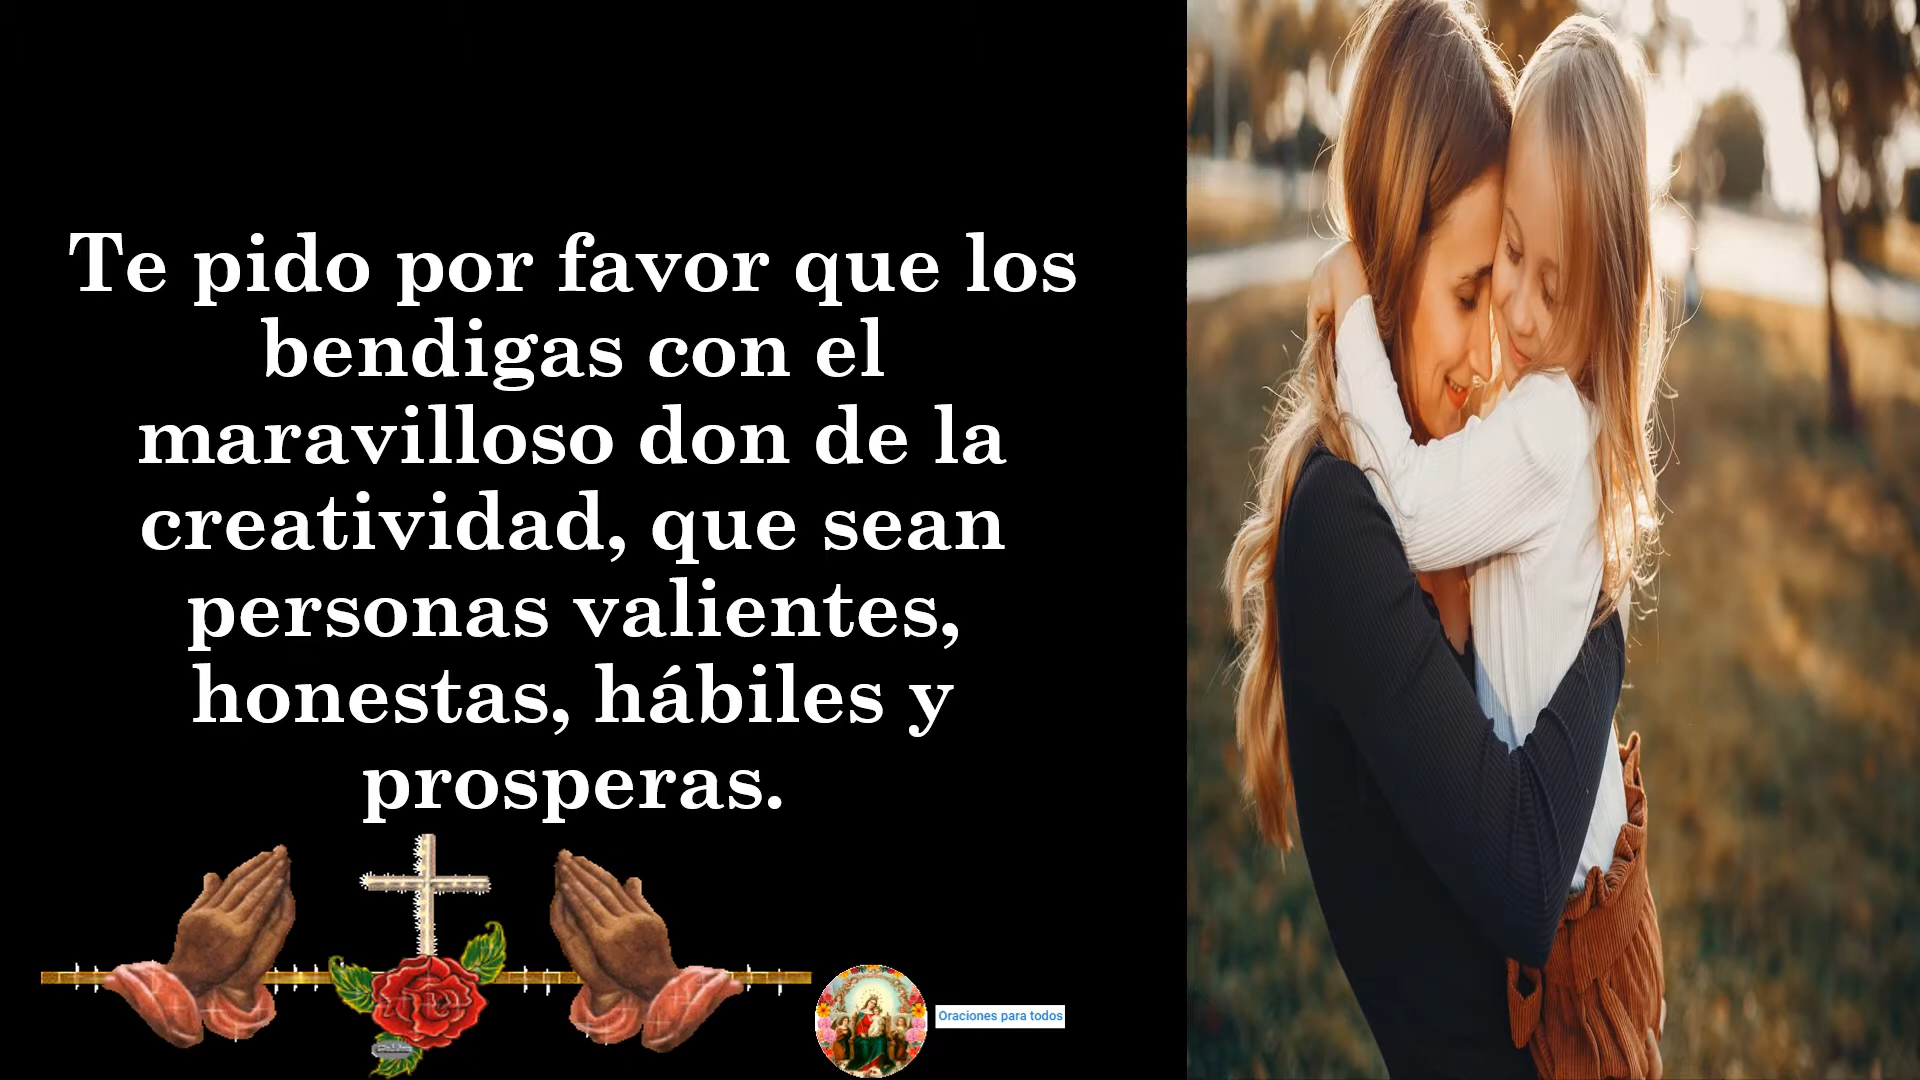 Te pido por favor que los
bendigas con el
maravilloso don de la
creatividad, que sean
personas valientes,
honestas, hábiles y
prosperas.
Oraciones para todos